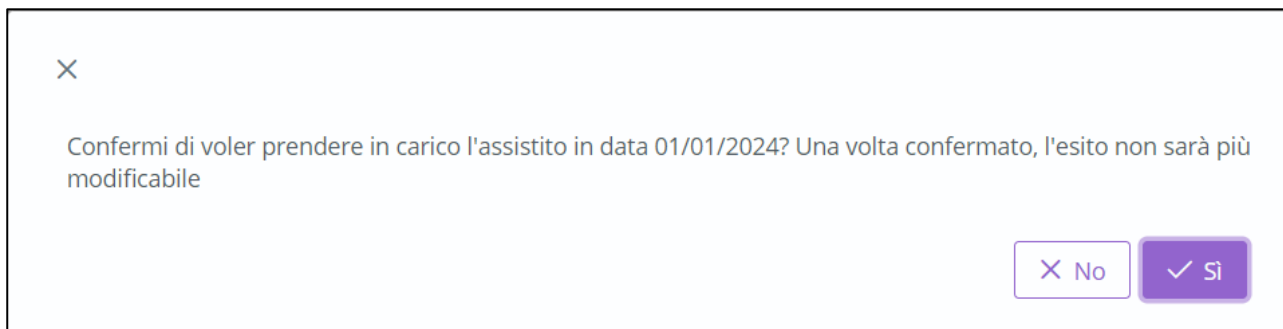 Confermi di voler prendere in carico l'assistito in data 01/01/2024? Una volta confermato, l'esito non sarà più
modificabile
No
Sì